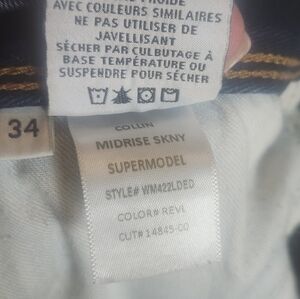 AVEC COULEURS SIMILAIRES
NE PAS UTILISER DE
JAVELLISANT
SÉCHER PAR CULBUTAGE À
BASE TEMPÉRATURE OU
SUSPENDRE POUR SÉCHER
34
COLLIN
MIDRISE SKNY
SUPERMODEL
STYLE# WM422LDED
COLOR# REVL
CUT# 14845-00